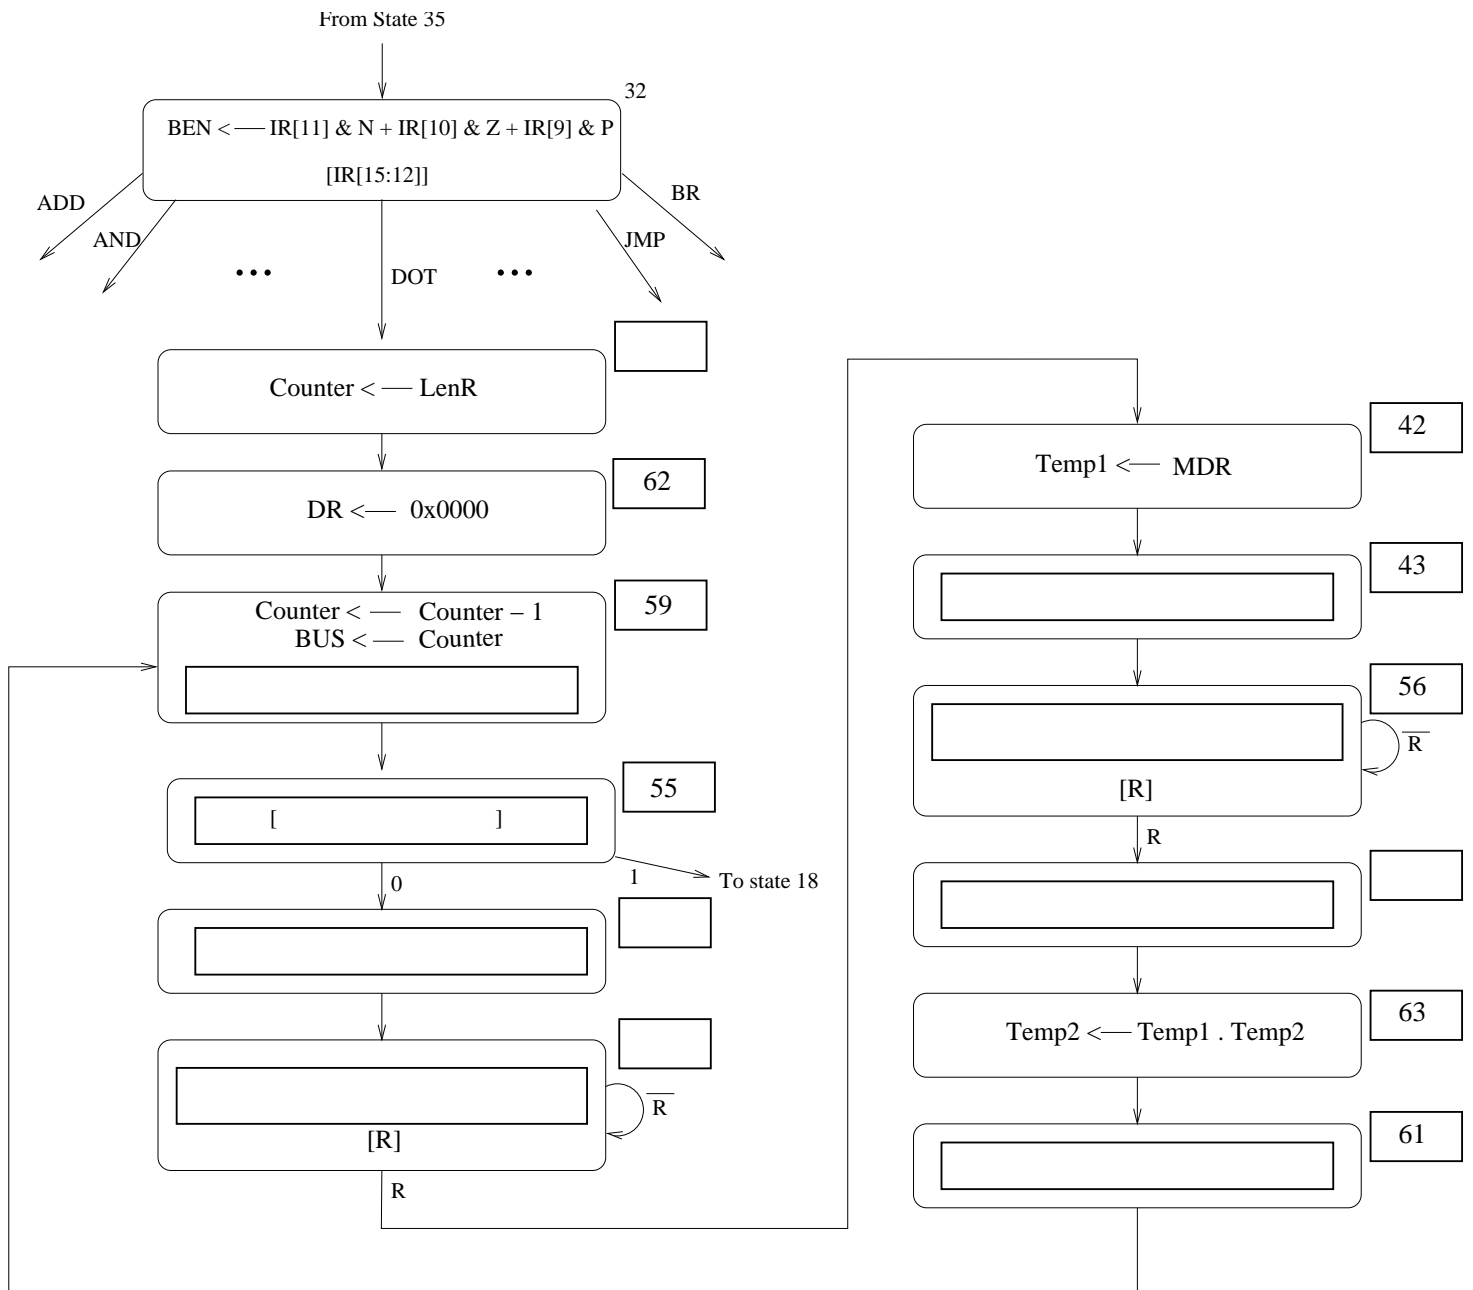 From State 35
32
BEN <— IR[11] & N + IR[10] & Z + IR[9] & P
[IR[15:12]]
ADD
AND
...
DOT
...
JMP
BR
Counter <— LenR
62
DR <— 0x0000
59
Counter <— Counter – 1
BUS <— Counter
55
[ ]
0
1
To state 18
[R]
R̅
R
42
Temp1 <— MDR
43
56
[R]
R̅
R
63
Temp2 <— Temp1 . Temp2
61